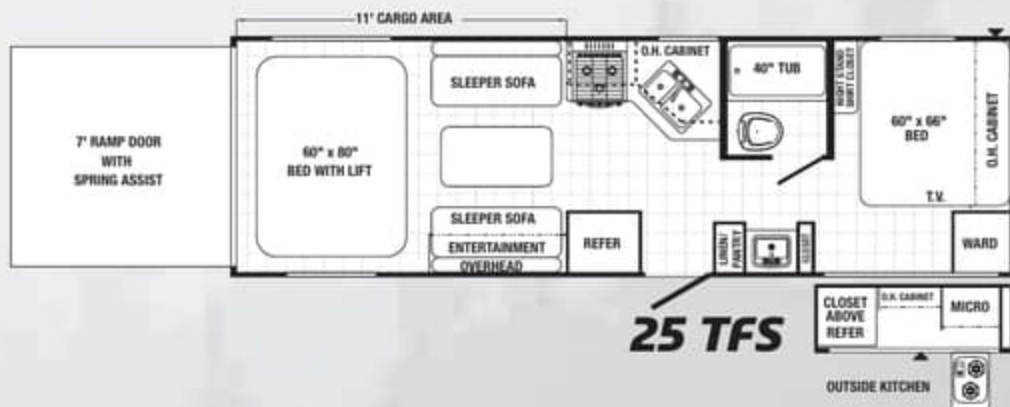 11' CARGO AREA
7' RAMP DOOR
WITH
SPRING ASSIST
60" x 80"
BED WITH LIFT
SLEEPER SOFA
SLEEPER SOFA
ENTERTAINMENT
OVERHEAD
REFER
O.H. CABINET
40" TUB
NIGHT STAND
SHIRT CLOSET
60" x 66"
BED
O.H. CABINET
T.V.
LINEN/
PANTRY
CLOSET
WARD
25 TFS
CLOSET
ABOVE
REFER
O.H. CABINET
MICRO
OUTSIDE KITCHEN